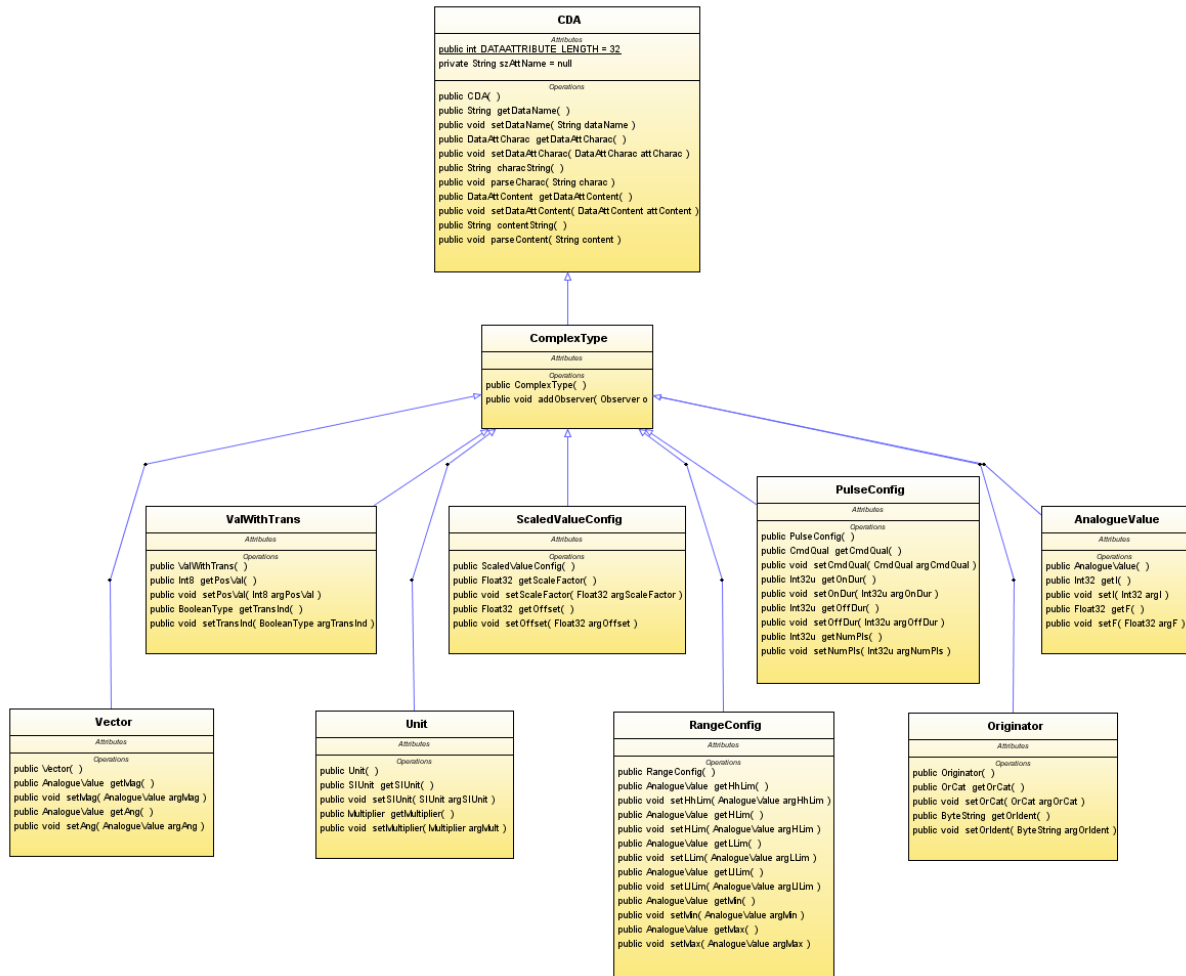 CDA
Attributes
public int DATAATTRIBUTE_LENGTH = 32
private String szAttName = null
Operations
public CDA( )
public String getDataName( )
public void setDataName( String dataName )
public DataAttCharac getDataAttCharac( )
public void setDataAttCharac( DataAttCharac attCharac )
public String characString( )
public void parseCharac( String charac )
public DataAttContent getDataAttContent( )
public void setDataAttContent( DataAttContent attContent )
public String contentString( )
public void parseContent( String content )
ComplexType
Attributes
Operations
public ComplexType( )
public void addObserver( Observer o
ValWithTrans
Attributes
Operations
public ValWithTrans( )
public Int8 getPosVal( )
public void setPosVal( Int8 argPosVal )
public BooleanType getTransInd( )
public void setTransInd( BooleanType argTransInd )
ScaledValueConfig
Attributes
Operations
public ScaledValueConfig( )
public Float32 getScaleFactor( )
public void setScaleFactor( Float32 argScaleFactor )
public Float32 getOffset( )
public void setOffset( Float32 argOffset )
PulseConfig
Attributes
Operations
public PulseConfig( )
public CmdQual getCmdQual( )
public void setCmdQual( CmdQual argCmdQual )
public Int32u getOnDur( )
public void setOnDur( Int32u argOnDur )
public Int32u getOffDur( )
public void setOffDur( Int32u argOffDur )
public Int32u getNumPls( )
public void setNumPls( Int32u argNumPls )
AnalogueValue
Attributes
Operations
public AnalogueValue( )
public Int32 getI( )
public void setI( Int32 argI )
public Float32 getF( )
public void setF( Float32 argF )
Vector
Attributes
Operations
public Vector( )
public AnalogueValue getMag( )
public void setMag( AnalogueValue argMag )
public AnalogueValue getAng( )
public void setAng( AnalogueValue argAng )
Unit
Attributes
Operations
public Unit( )
public SIUnit getSIUnit( )
public void setSIUnit( SIUnit argSIUnit )
public Multiplier getMultiplier( )
public void setMultiplier( Multiplier argMult )
RangeConfig
Attributes
Operations
public RangeConfig( )
public AnalogueValue getHhLim( )
public void setHhLim( AnalogueValue argHhLim )
public AnalogueValue getHLim( )
public void setHLim( AnalogueValue argHLim )
public AnalogueValue getLLim( )
public void setLLim( AnalogueValue argLLim )
public AnalogueValue getLlLim( )
public void setLlLim( AnalogueValue argLlLim )
public AnalogueValue getMin( )
public void setMin( AnalogueValue argMin )
public AnalogueValue getMax( )
public void setMax( AnalogueValue argMax )
Originator
Attributes
Operations
public Originator( )
public OrCat getOrCat( )
public void setOrCat( OrCat argOrCat )
public ByteString getOrIdent( )
public void setOrIdent( ByteString argOrIdent )